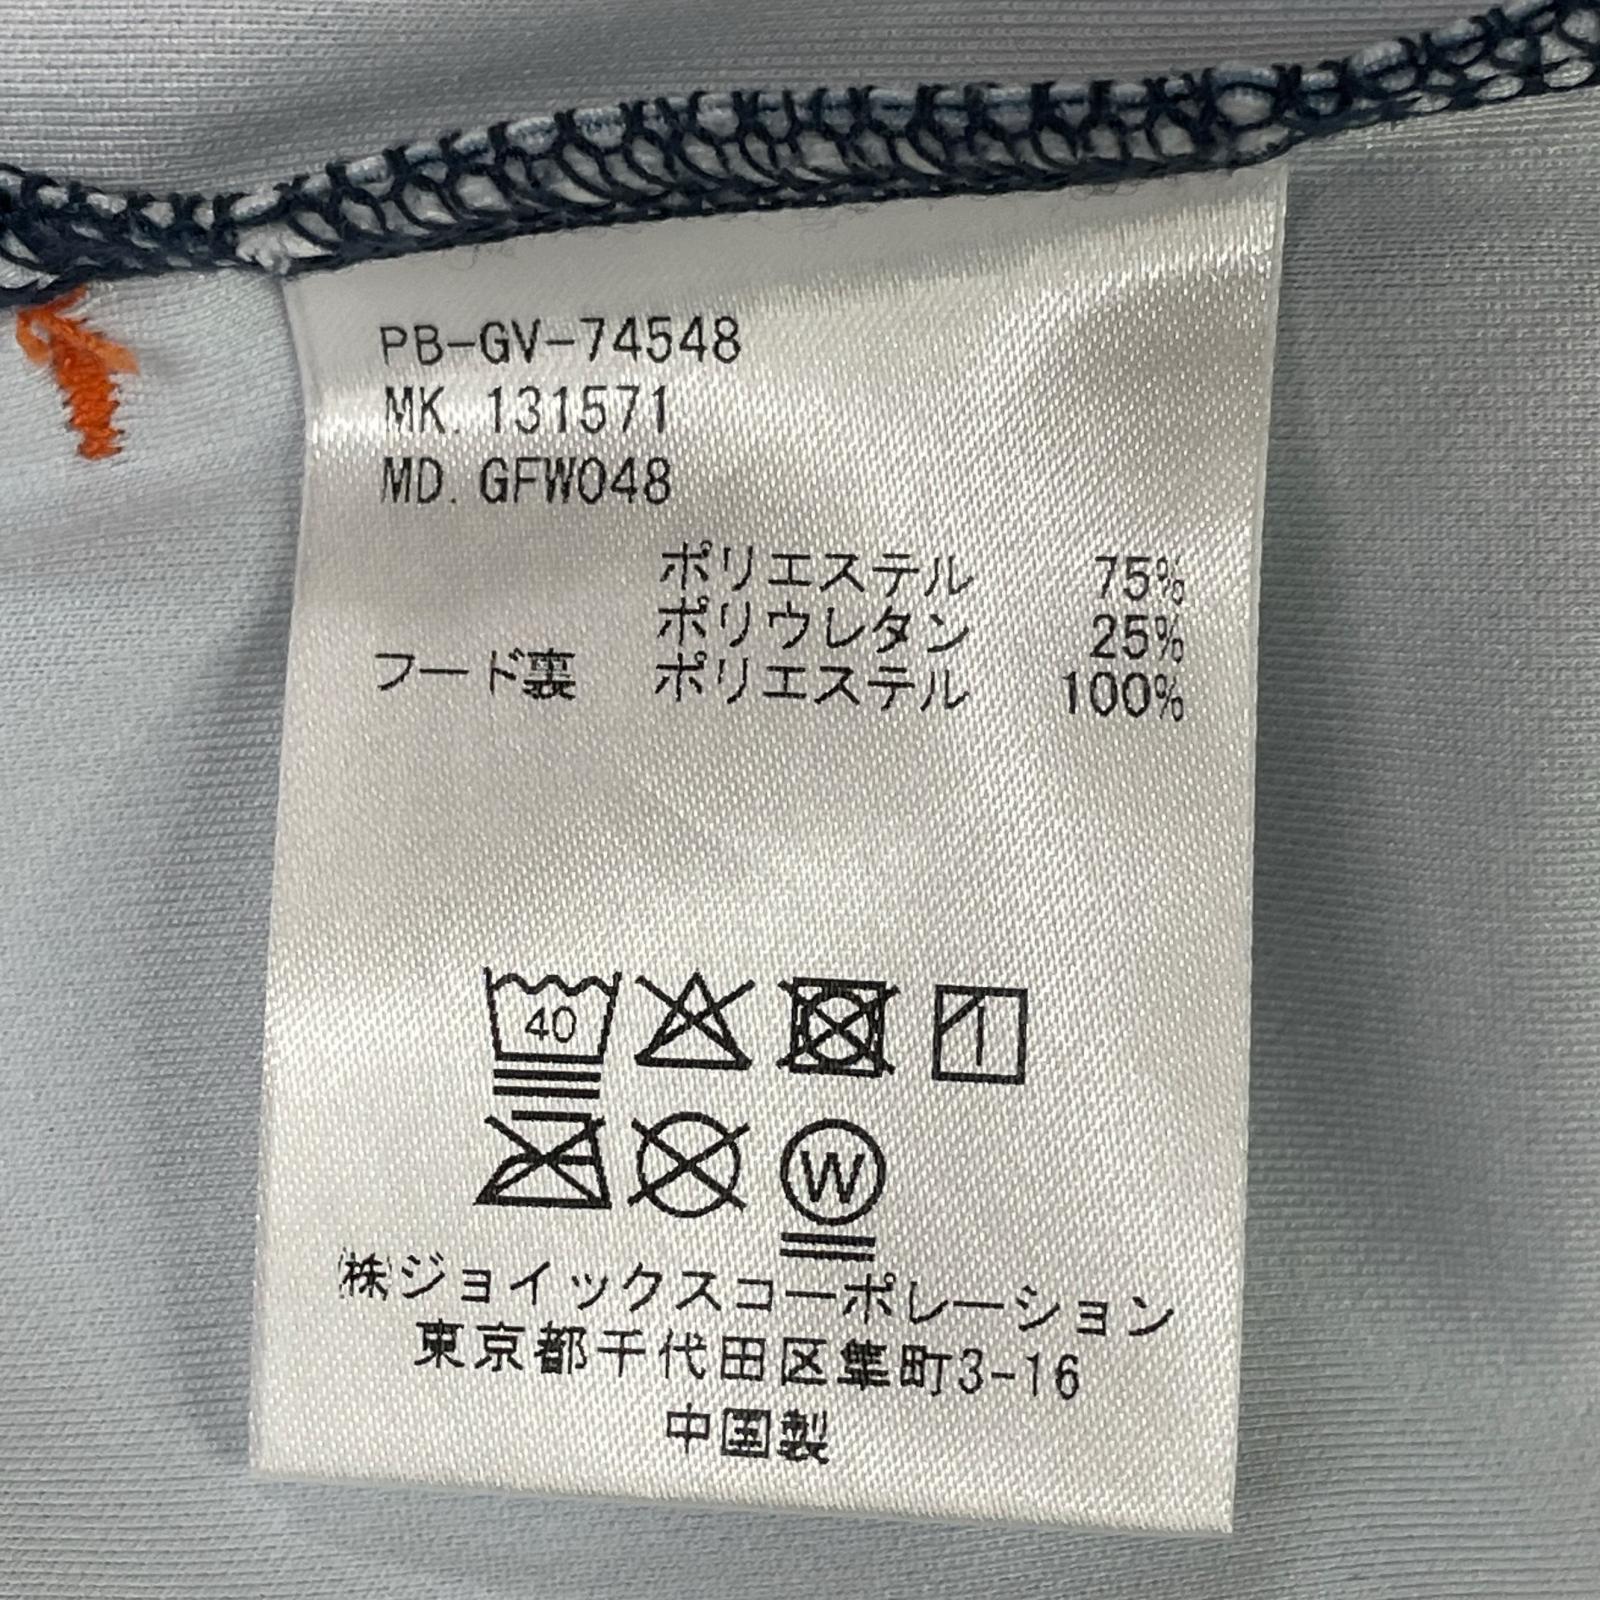 PB-GV-74548
MK. 131571
MD. GFW048
ポリエステル 75%
ポリウレタン 25%
フード裏 ポリエステル 100%
40
W
(株)ジョイックスコーポレーション
東京都千代田区隼町3-16
中国製